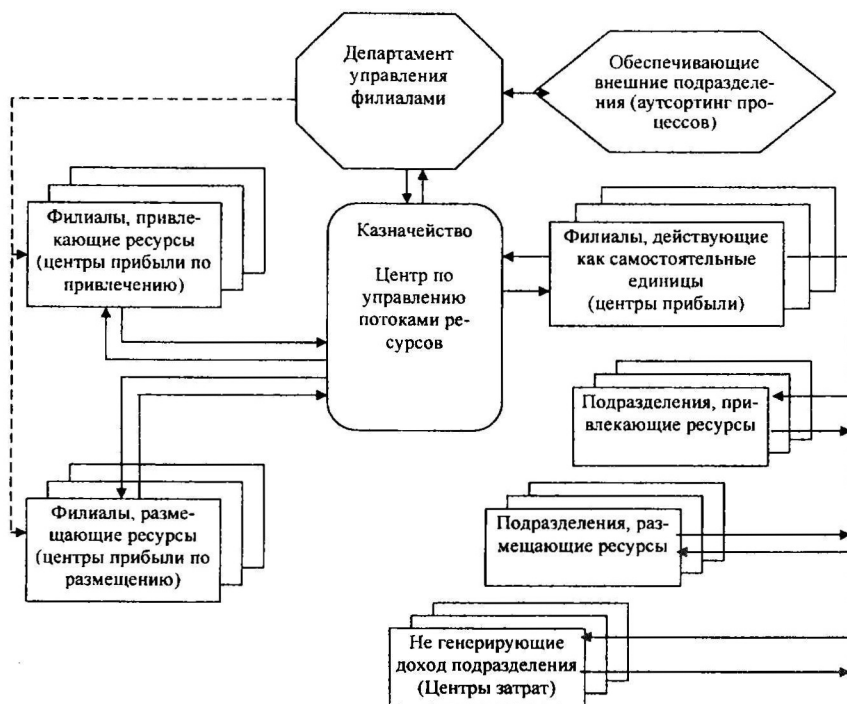 Департамент
управления
филиалами
Обеспечивающие
внешние подразделе-
ния (аутсортинг про-
цессов)
Филиалы, привле-
кающие ресурсы
(центры прибыли по
привлечению)
Казначейство
Центр по
управлению
потоками ре-
сурсов
Филиалы, действующие
как самостоятельные
единицы
(центры прибыли)
Подразделения, при-
влекающие ресурсы
Филиалы, разме-
щающие ресурсы
(центры прибыли по
размещению)
Подразделения, раз-
мещающие ресурсы
Не генерирующие
доход подразделения
(Центры затрат)